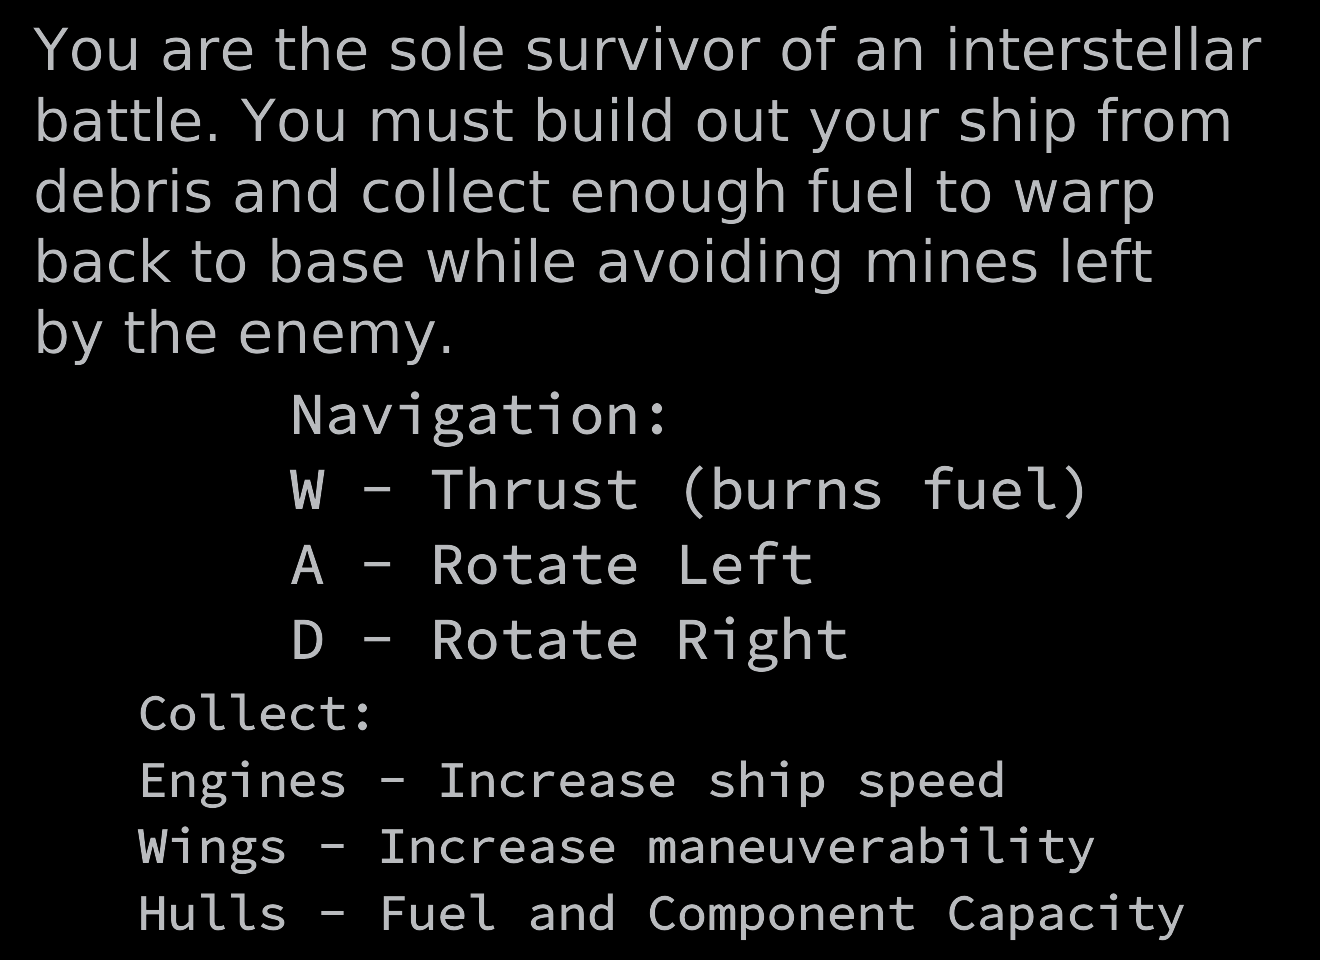 You are the sole survivor of an interstellar
battle. You must build out your ship from
debris and collect enough fuel to warp
back to base while avoiding mines left
by the enemy.
Navigation:
W - Thrust (burns fuel)
A - Rotate Left
D - Rotate Right
Collect:
Engines - Increase ship speed
Wings - Increase maneuverability
Hulls - Fuel and Component Capacity